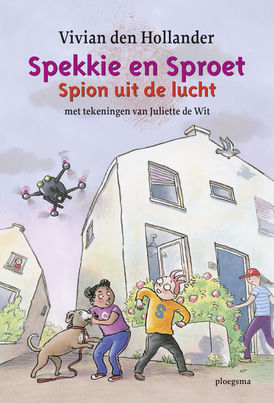 Vivian den Hollander
Spekkie en Sproet
Spion uit de lucht
met tekeningen van Juliette de Wit
S
ploegsma